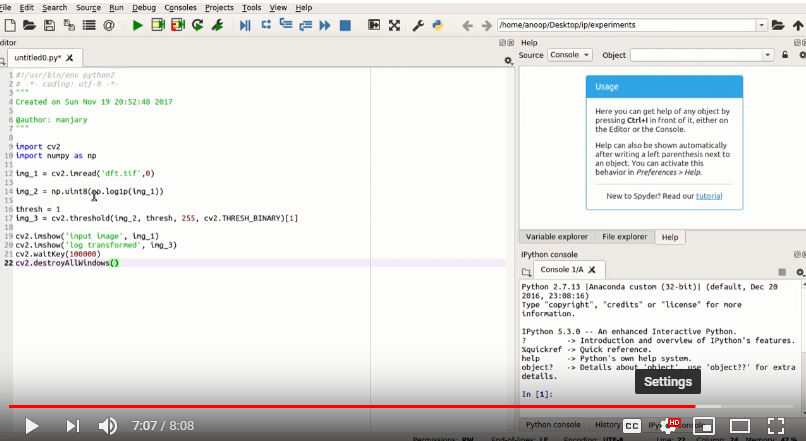 File Edit Search Source Run Debug Consoles Projects Tools View Help
/home/anoop/Desktop/ip/experiments
ditor
untitled0.py*
1 #!/usr/bin/env python2
2 # -*- coding: utf-8 -*-
3 """
4 Created on Sun Nov 19 20:52:48 2017
5
6 @author: manjary
7 """
8
9 import cv2
10 import numpy as np
11
12 img_1 = cv2.imread('dft.tif',0)
13
14 img_2 = np.uint8(np.log1p(img_1))
15
16 thresh = 1
17 img_3 = cv2.threshold(img_2, thresh, 255, cv2.THRESH_BINARY)[1]
18
19 cv2.imshow('input image', img_1)
20 cv2.imshow('log transformed', img_3)
21 cv2.waitKey(100000)
22 cv2.destroyAllWindows()
Help
Source Console Object
Usage
Here you can get help of any object by
pressing Ctrl+I in front of it, either on
the Editor or the Console.
Help can also be shown automatically
after writing a left parenthesis next to
an object. You can activate this
behavior in Preferences > Help.
New to Spyder? Read our tutorial
Variable explorer File explorer Help
IPython console
Console 1/A
Python 2.7.13 |Anaconda custom (32-bit)| (default, Dec 20
2016, 23:08:16)
Type "copyright", "credits" or "license" for more
information.
IPython 5.3.0 -- An enhanced Interactive Python.
? -> Introduction and overview of IPython's features.
%quickref -> Quick reference.
help -> Python's own help system.
object? -> Details about 'object', use 'object??' for extra
details.
Settings
In [1]:
7:07 / 8:08
CC
HD
Python console History
Permissions: RW End-of-lines: LF Encoding: UTF-8 Line: 22 Column: 24 Memory: 47%